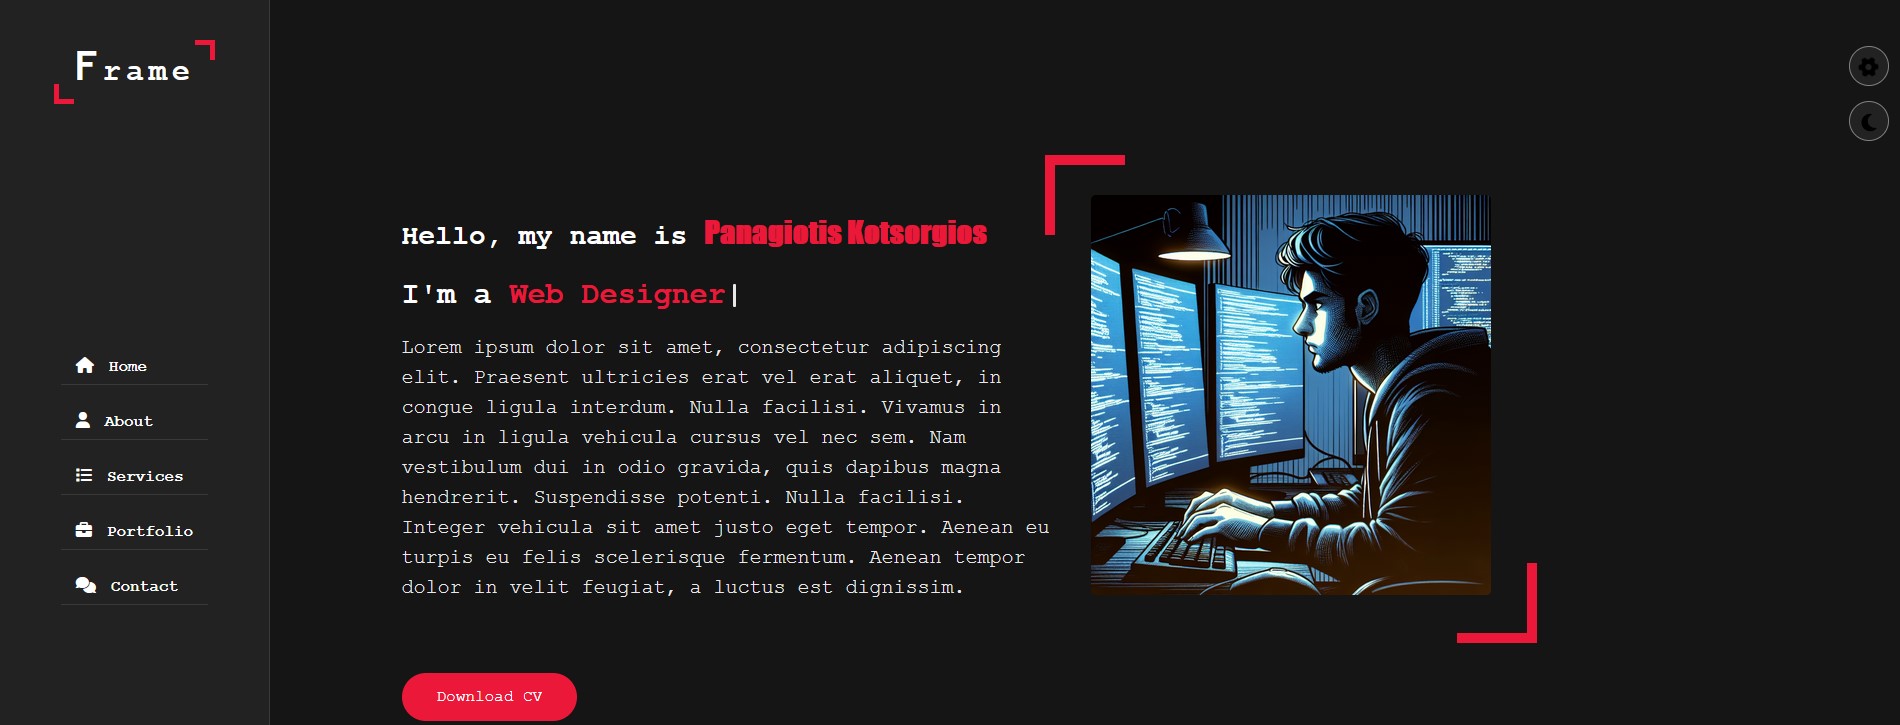 Frame
Home
About
Services
Portfolio
Contact
Hello, my name is Panagiotis Kotsorgios
I'm a Web Designer|
Lorem ipsum dolor sit amet, consectetur adipiscing
elit. Praesent ultricies erat vel erat aliquet, in
congue ligula interdum. Nulla facilisi. Vivamus in
arcu in ligula vehicula cursus vel nec sem. Nam
vestibulum dui in odio gravida, quis dapibus magna
hendrerit. Suspendisse potenti. Nulla facilisi.
Integer vehicula sit amet justo eget tempor. Aenean eu
turpis eu felis scelerisque fermentum. Aenean tempor
dolor in velit feugiat, a luctus est dignissim.
Download CV